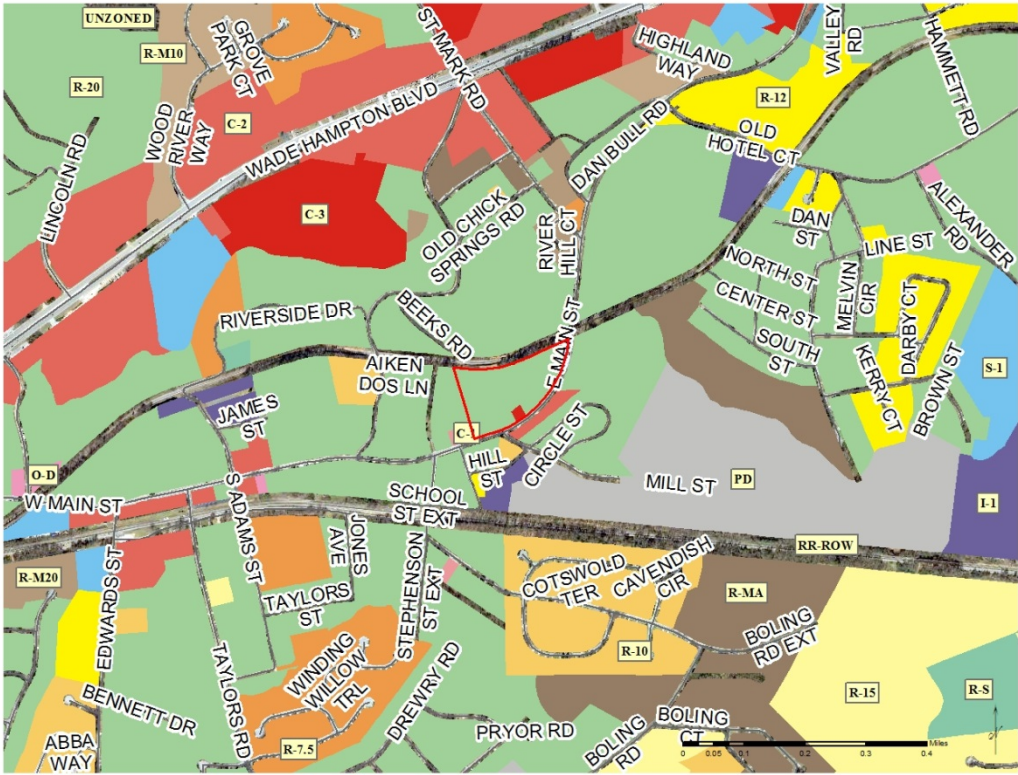 UNZONED
R-M10
GROVE
PARK CT
ST MARK RD
HIGHLAND
WAY
VALLEY
RD
HAMMETT RD
R-20
C-2
WOOD
RIVER
WAY
WADE HAMPTON BLVD
R-12
OLD
HOTEL CT
DAN BULL RD
LINCOLN RD
C-3
OLD CHICK
SPRINGS RD
RIVER
HILL CT
DAN
ST
ALEXANDER
RD
LINE ST
NORTH ST
MELVIN
CIR
CENTER ST
DARBY CT
RIVERSIDE DR
BEEKS RD
E MAIN ST
SOUTH
ST
KERRY CT
BROWN ST
S-1
AIKEN
DOS LN
JAMES
ST
HILL
ST
CIRCLE ST
O-D
W MAIN ST
S ADAMS ST
SCHOOL
ST EXT
MILL ST
PD
I-1
RR-ROW
R-M20
EDWARDS ST
JONES
AVE
STEPHENSON
ST EXT
COTSWOLD
TER
CAVENDISH
CIR
R-MA
TAYLORS
ST
BOLING
RD EXT
R-10
WINDING
WILLOW
TRL
TAYLORS RD
DREWRY RD
R-15
R-S
BENNETT DR
ABBA
WAY
R-7.5
PRYOR RD
BOLING
RD
BOLING
CT
Miles
0 0.05 0.1 0.2 0.3 0.4